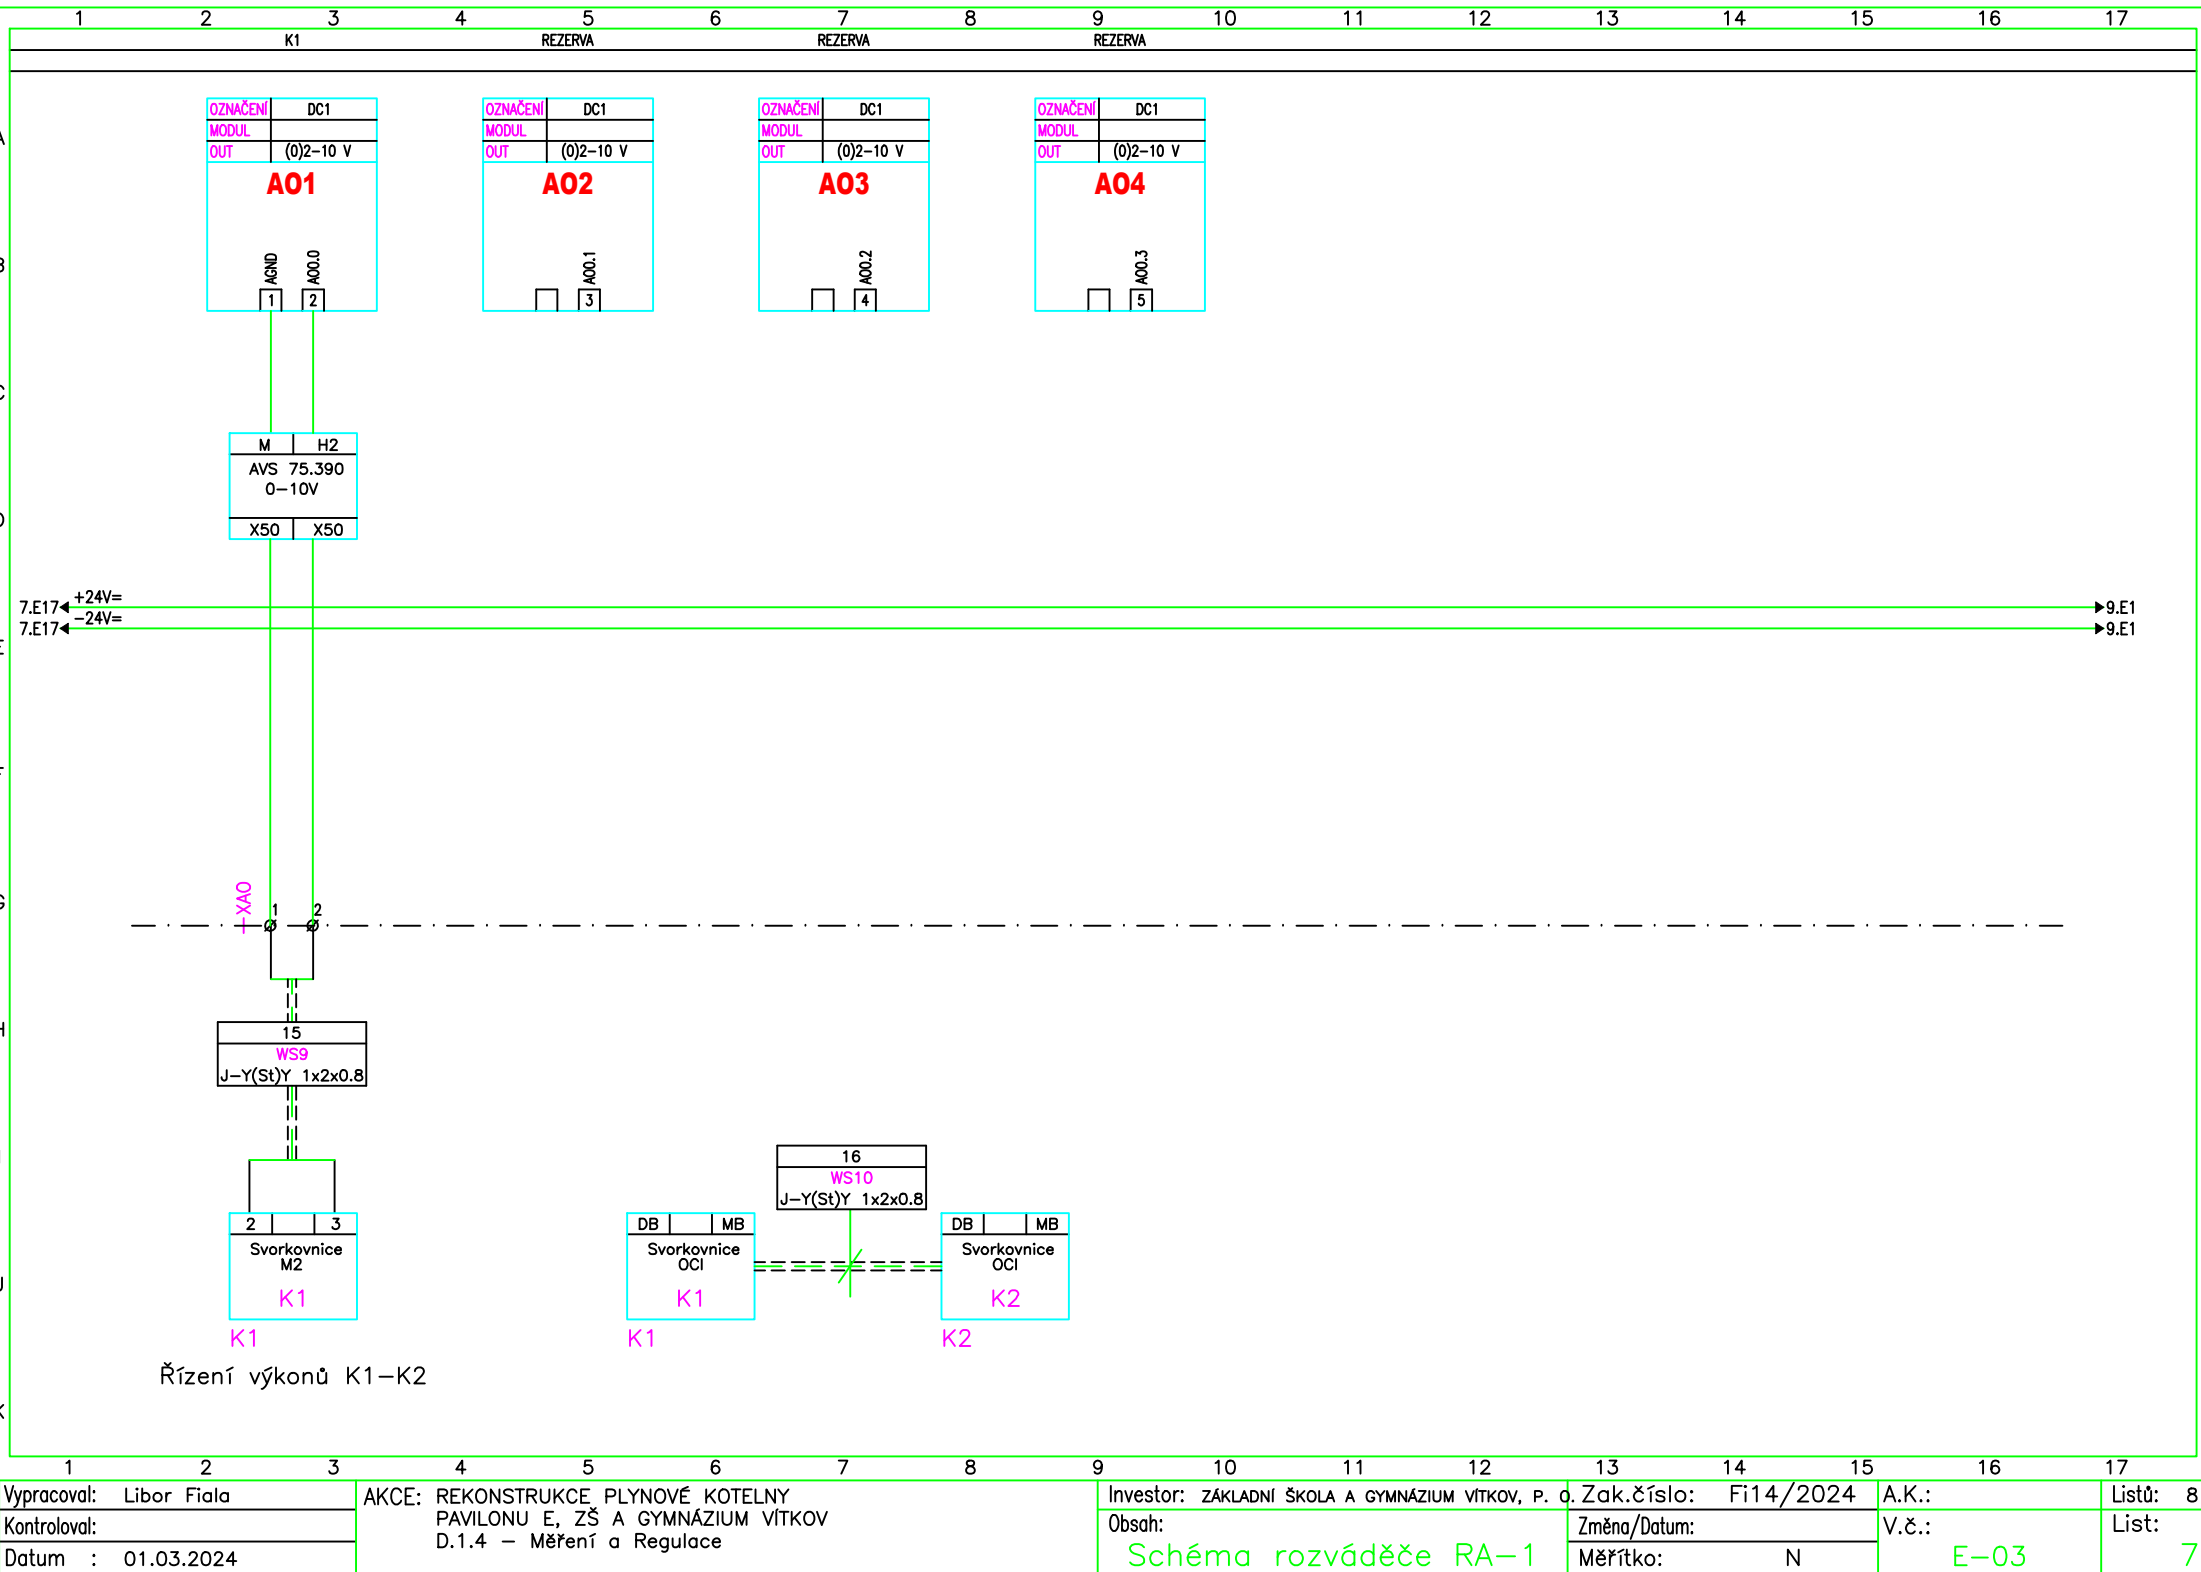 1 2 3 4 5 6 7 8 9 10 11 12 13 14 15 16 17
K1 REZERVA REZERVA REZERVA
OZNAČENÍ DC1 OZNAČENÍ DC1 OZNAČENÍ DC1 OZNAČENÍ DC1
MODUL MODUL MODUL MODUL
OUT (0)2-10 V OUT (0)2-10 V OUT (0)2-10 V OUT (0)2-10 V
AO1 AO2 AO3 AO4
AGND AO0.0 AO0.1 AO0.2 AO0.3
1 2 3 4 5
M H2
AVS 75.390
0-10V
X50 X50
7.E17 +24V= 9.E1
7.E17 -24V= 9.E1
-XAO
1 2
15
WS9
J-Y(St)Y 1x2x0.8
16
WS10
J-Y(St)Y 1x2x0.8
2 3 DB MB DB MB
Svorkovnice Svorkovnice Svorkovnice
M2 OCI OCI
K1 K1 K2
K1 K1 K2
Řízení výkonů K1-K2
1 2 3 4 5 6 7 8 9 10 11 12 13 14 15 16 17
Vypracoval: Libor Fiala
Kontroloval:
Datum : 01.03.2024
AKCE: REKONSTRUKCE PLYNOVÉ KOTELNY
PAVILONU E, ZŠ A GYMNÁZIUM VÍTKOV
D.1.4 - Měření a Regulace
Investor: ZÁKLADNÍ ŠKOLA A GYMNÁZIUM VÍTKOV, P. O.
Obsah:
Schéma rozváděče RA-1
Zak.číslo: Fi14/2024
Změna/Datum:
Měřítko: N
A.K.:
V.č.:
E-03
Listů: 8
List:
7